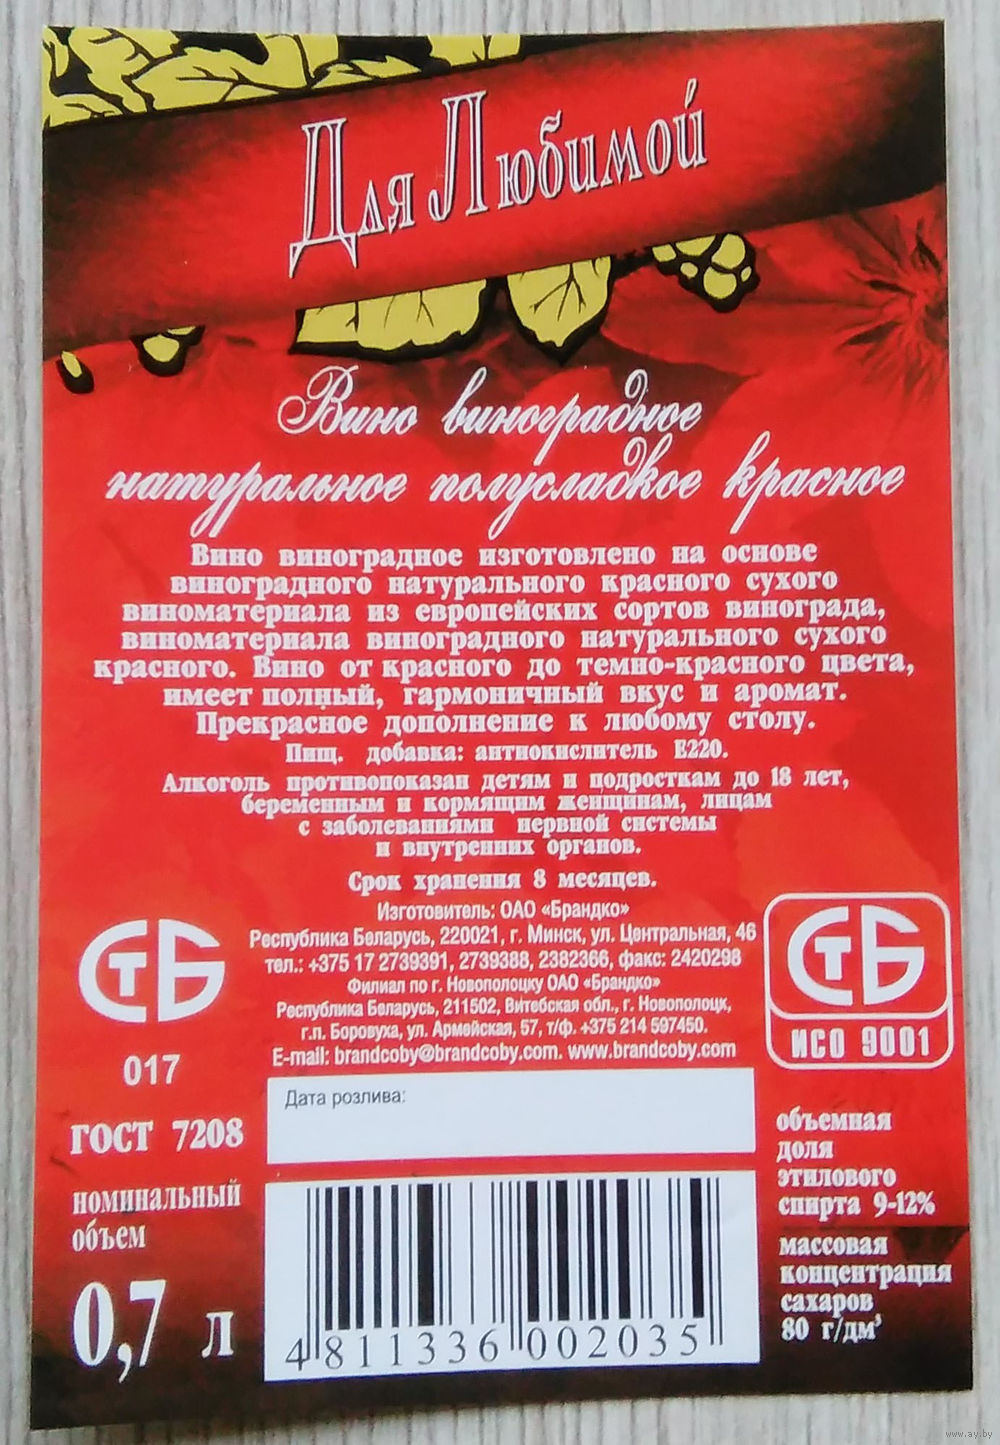 Для Любимой
Вино виноградное
натуральное полусладкое красное
Вино виноградное изготовлено на основе
виноградного натурального красного сухого
виноматериала из европейских сортов винограда,
виноматериала виноградного натурального сухого
красного. Вино от красного до темно-красного цвета,
имеет полный, гармоничный вкус и аромат.
Прекрасное дополнение к любому столу.
Пищ. добавка: антиокислитель Е220.
Алкоголь противопоказан детям и подросткам до 18 лет,
беременным и кормящим женщинам, лицам
с заболеваниями нервной системы
и внутренних органов.
Срок хранения 8 месяцев.
Изготовитель: ОАО «Брандко»
Республика Беларусь, 220021, г. Минск, ул. Центральная, 46
тел.: +375 17 2739391, 2739388, 2382366, факс: 2420298
Филиал по г. Новополоцку ОАО «Брандко»
Республика Беларусь, 211502, Витебская обл., г. Новополоцк,
г.п. Боровуха, ул. Армейская, 57, т/ф. +375 214 597450.
E-mail: brandcoby@brandcoby.com. www.brandcoby.com
СТБ
017
ГОСТ 7208
номинальный
объем
0,7 л
Дата розлива:
4811336002035
СТБ
ИСО 9001
объемная
доля
этилового
спирта 9-12%
массовая
концентрация
сахаров
80 г/дм³
www.ay.by